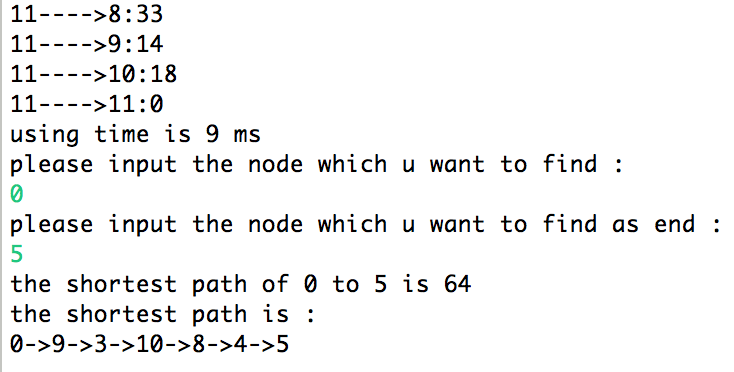 11---->8:33
11---->9:14
11---->10:18
11---->11:0
using time is 9 ms
please input the node which u want to find :
0
please input the node which u want to find as end :
5
the shortest path of 0 to 5 is 64
the shortest path is :
0->9->3->10->8->4->5